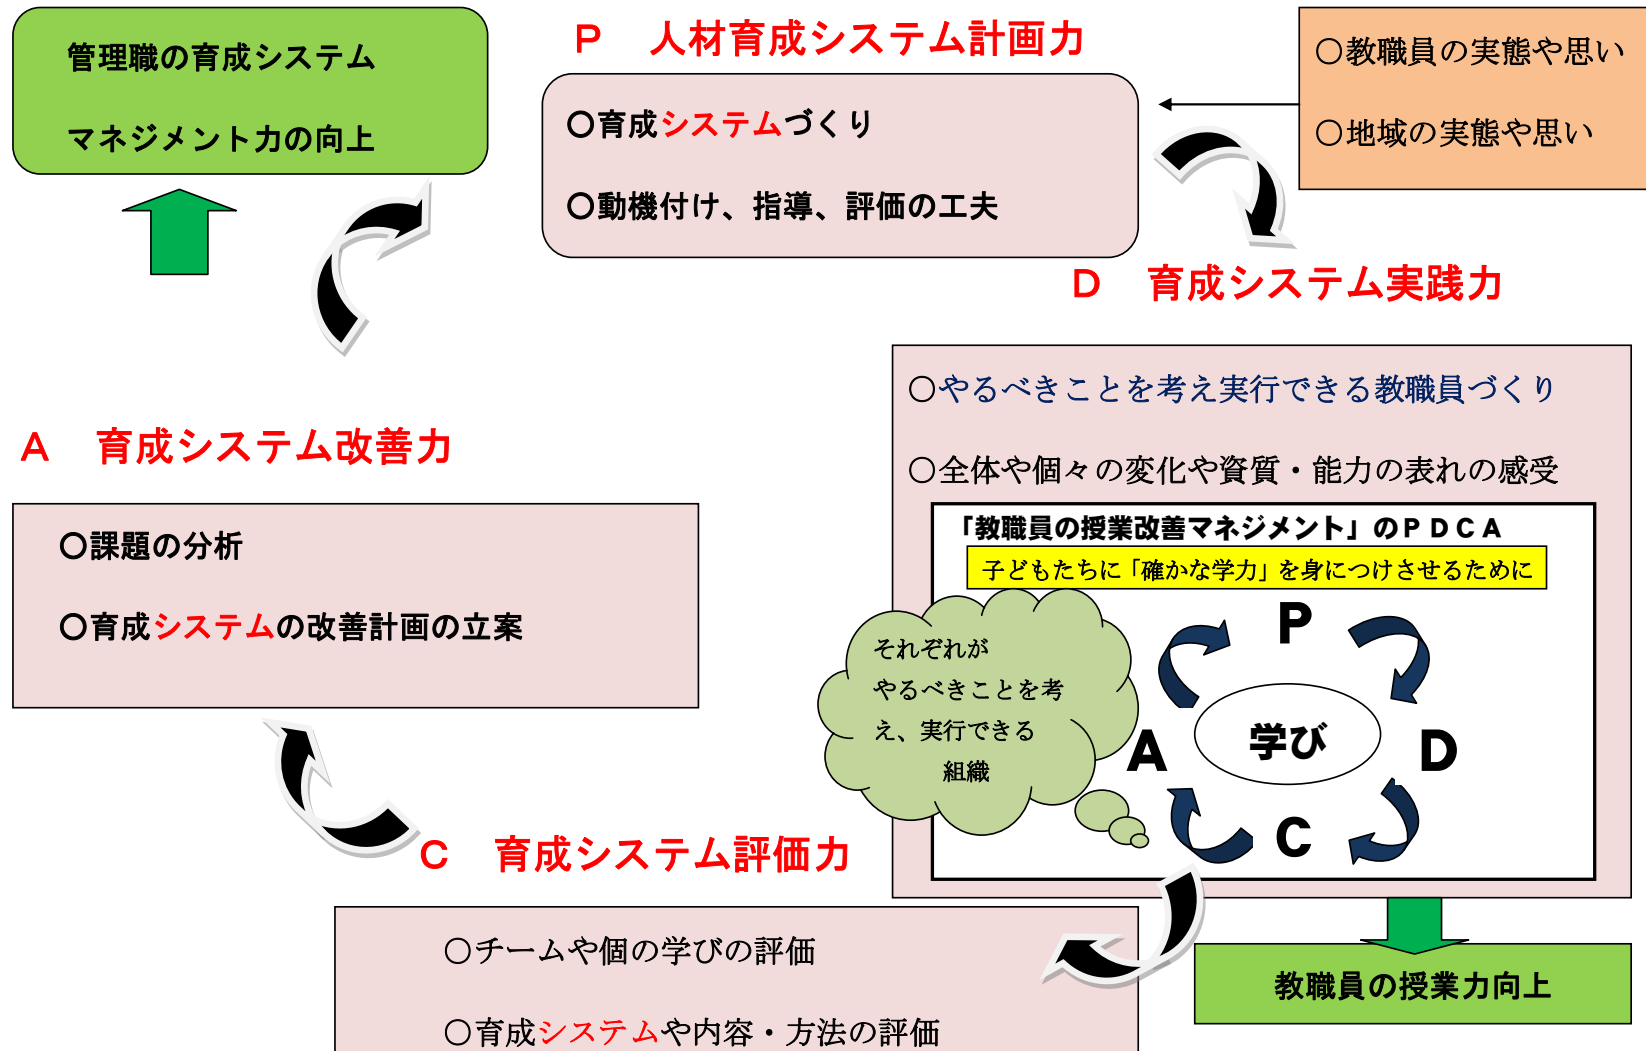 管理職の育成システム
マネジメント力の向上
Ｐ　人材育成システム計画力
〇育成システムづくり
〇動機付け、指導、評価の工夫
〇教職員の実態や思い
〇地域の実態や思い
Ｄ　育成システム実践力
〇やるべきことを考え実行できる教職員づくり
〇全体や個々の変化や資質・能力の表れの感受
「教職員の授業改善マネジメント」のＰＤＣＡ
子どもたちに「確かな学力」を身につけさせるために
P
D
C
A
学び
それぞれが
やるべきことを考
え、実行できる
組織
Ａ　育成システム改善力
〇課題の分析
〇育成システムの改善計画の立案
Ｃ　育成システム評価力
〇チームや個の学びの評価
〇育成システムや内容・方法の評価
教職員の授業力向上